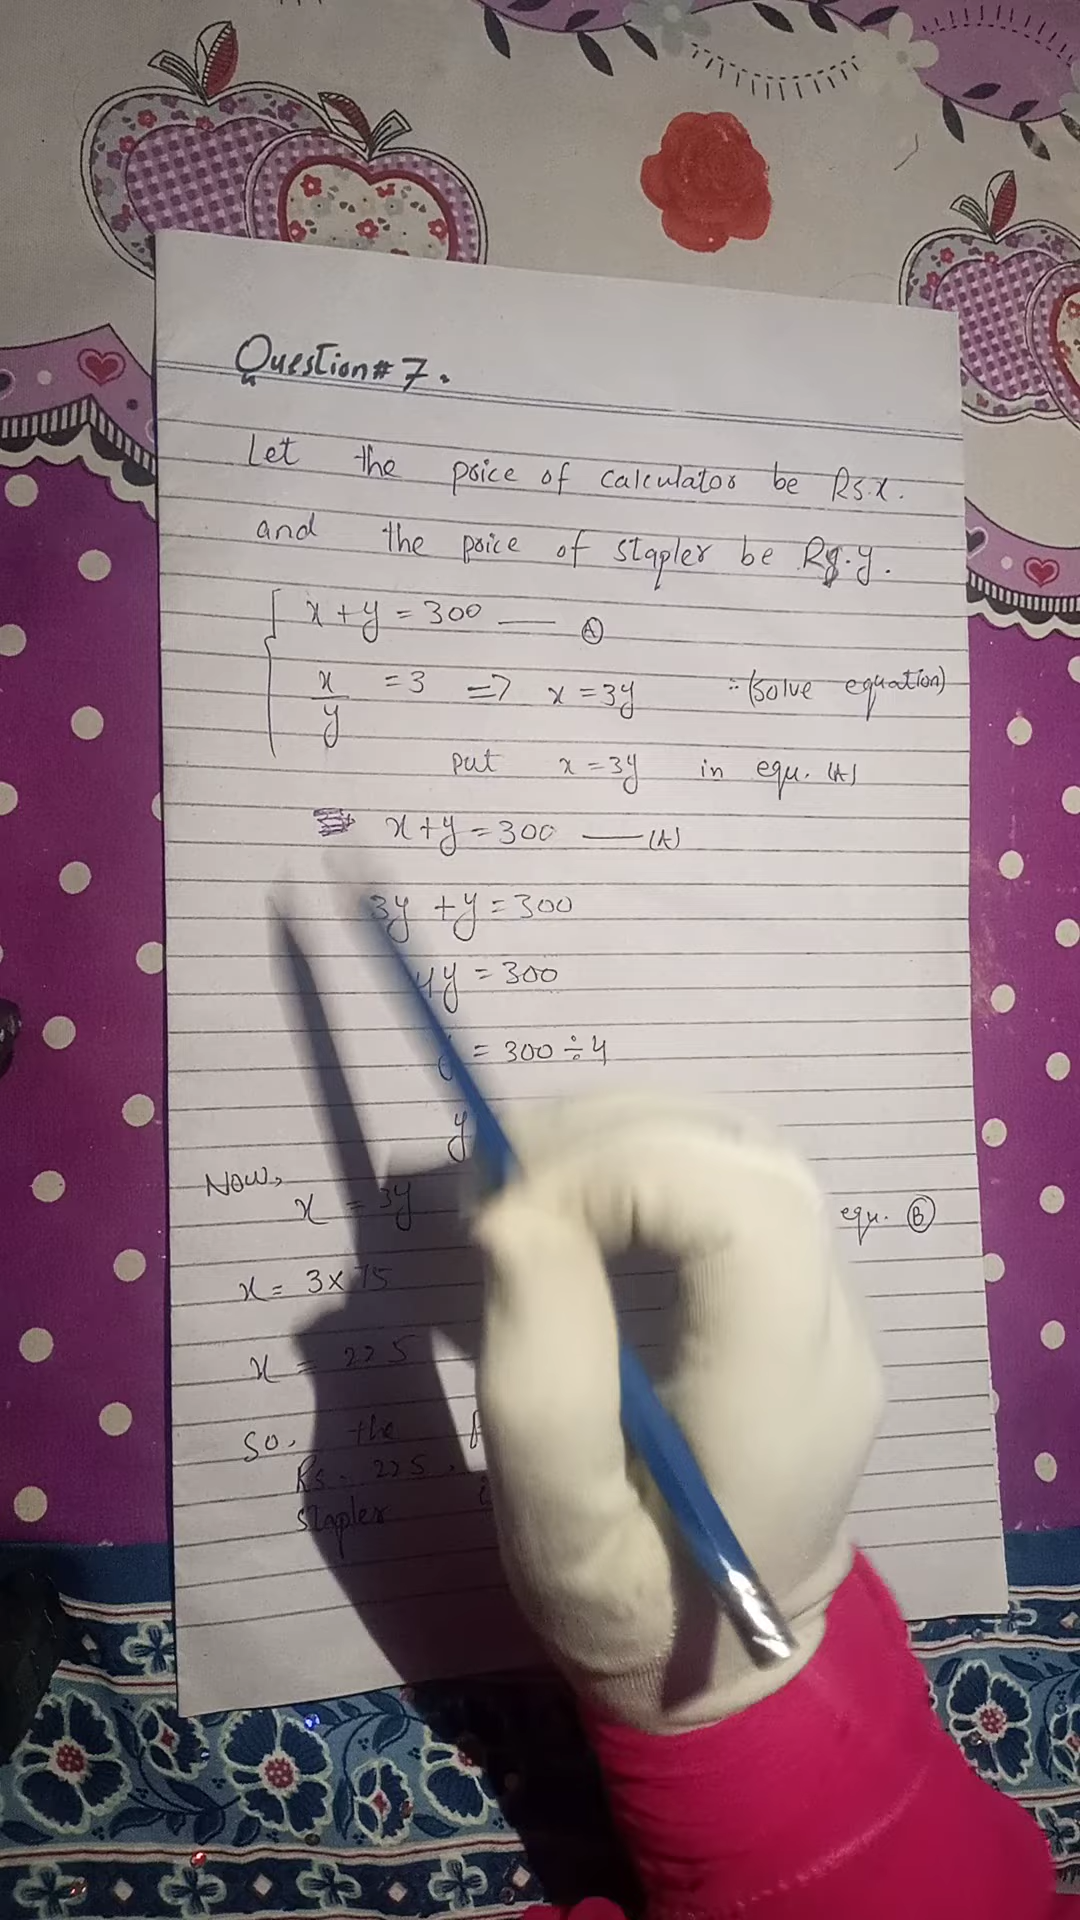 Question# 7.
Let the price of calculator be Rs.x.
and the price of stapler be Rs.y.
x + y = 300 — (A)
x/y = 3 => x = 3y ∵ (Solve equation)
put x = 3y in equ. (A)
x + y = 300 — (A)
3y + y = 300
4y = 300
= 300 ÷ 4
y
Now,
x = 3y equ. (B)
x = 3 x 75
x = 225
So, the
Rs. 225.
stapler